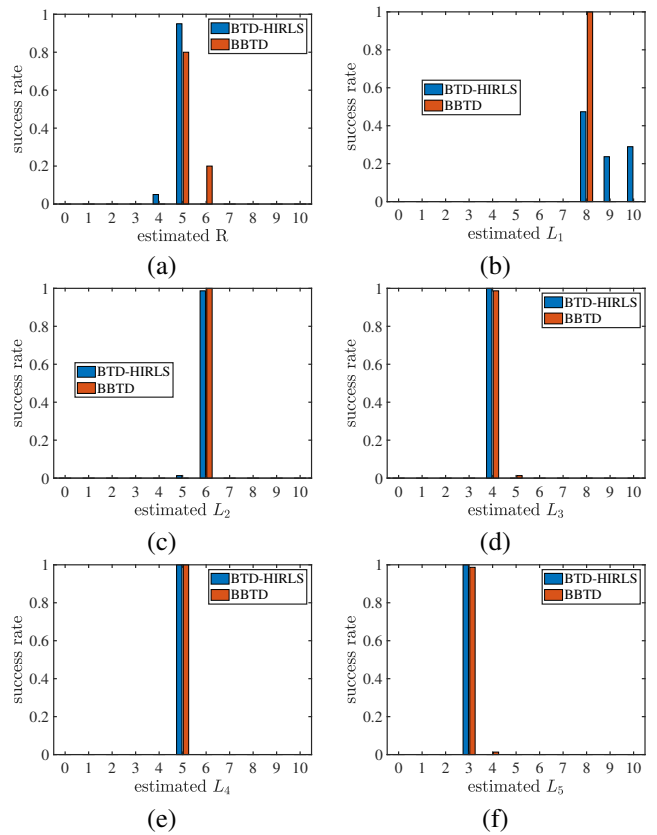 1
0.8
0.6
0.4
0.2
0
success rate
BTD-HIRLS
BBTD
0 1 2 3 4 5 6 7 8 9 10
estimated R
(a)
1
0.8
0.6
0.4
0.2
0
success rate
BTD-HIRLS
BBTD
0 1 2 3 4 5 6 7 8 9 10
estimated L₁
(b)
1
0.8
0.6
0.4
0.2
0
success rate
BTD-HIRLS
BBTD
0 1 2 3 4 5 6 7 8 9 10
estimated L₂
(c)
1
0.8
0.6
0.4
0.2
0
success rate
BTD-HIRLS
BBTD
0 1 2 3 4 5 6 7 8 9 10
estimated L₃
(d)
1
0.8
0.6
0.4
0.2
0
success rate
BTD-HIRLS
BBTD
0 1 2 3 4 5 6 7 8 9 10
estimated L₄
(e)
1
0.8
0.6
0.4
0.2
0
success rate
BTD-HIRLS
BBTD
0 1 2 3 4 5 6 7 8 9 10
estimated L₅
(f)